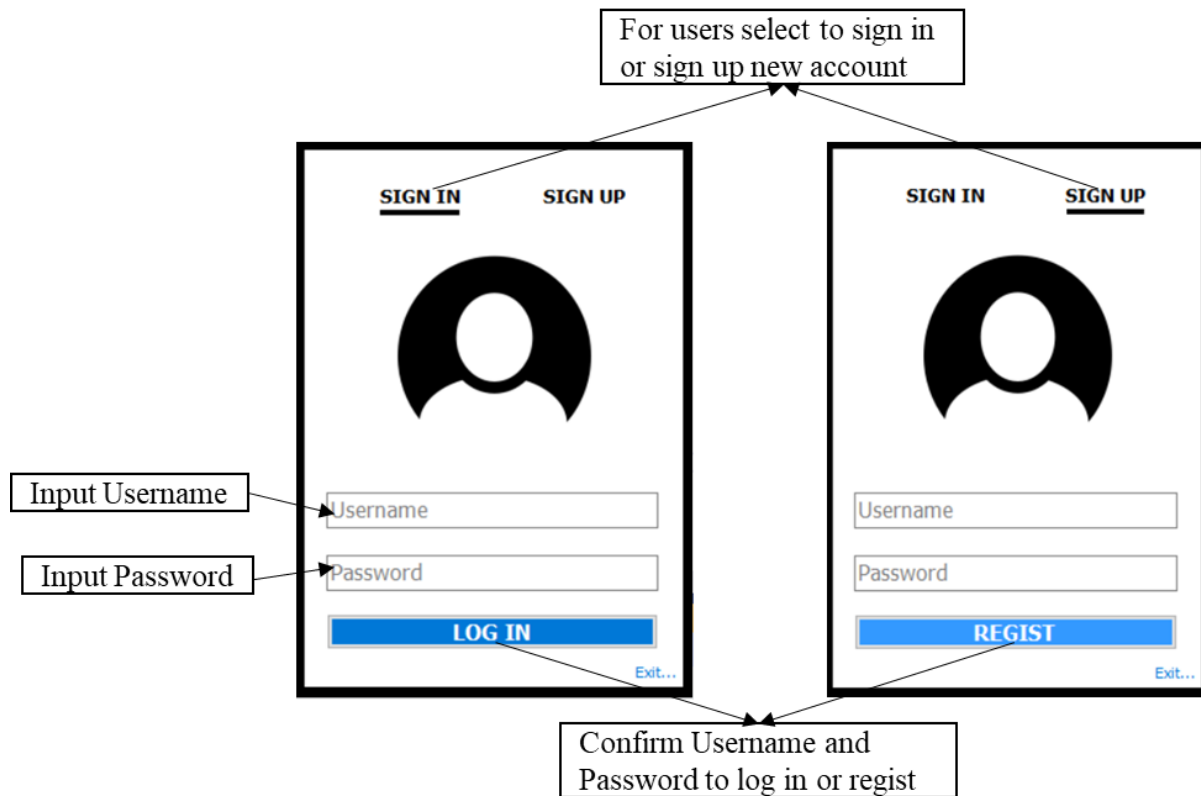 For users select to sign in
or sign up new account
SIGN IN SIGN UP
SIGN IN SIGN UP
Input Username
Username
Username
Input Password
Password
Password
LOG IN
REGIST
Exit...
Exit...
Confirm Username and
Password to log in or regist